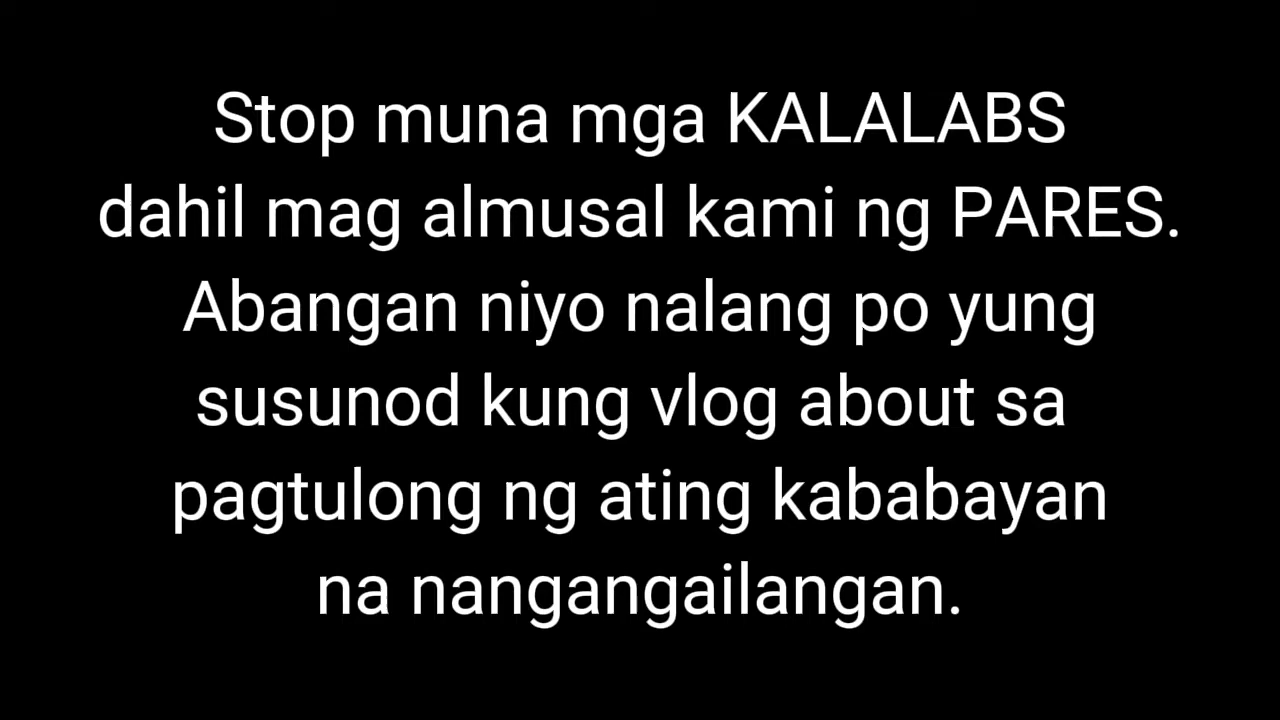 Stop muna mga KALALABS
dahil mag almusal kami ng PARES.
Abangan niyo nalang po yung
susunod kung vlog about sa
pagtulong ng ating kababayan
na nangangailangan.